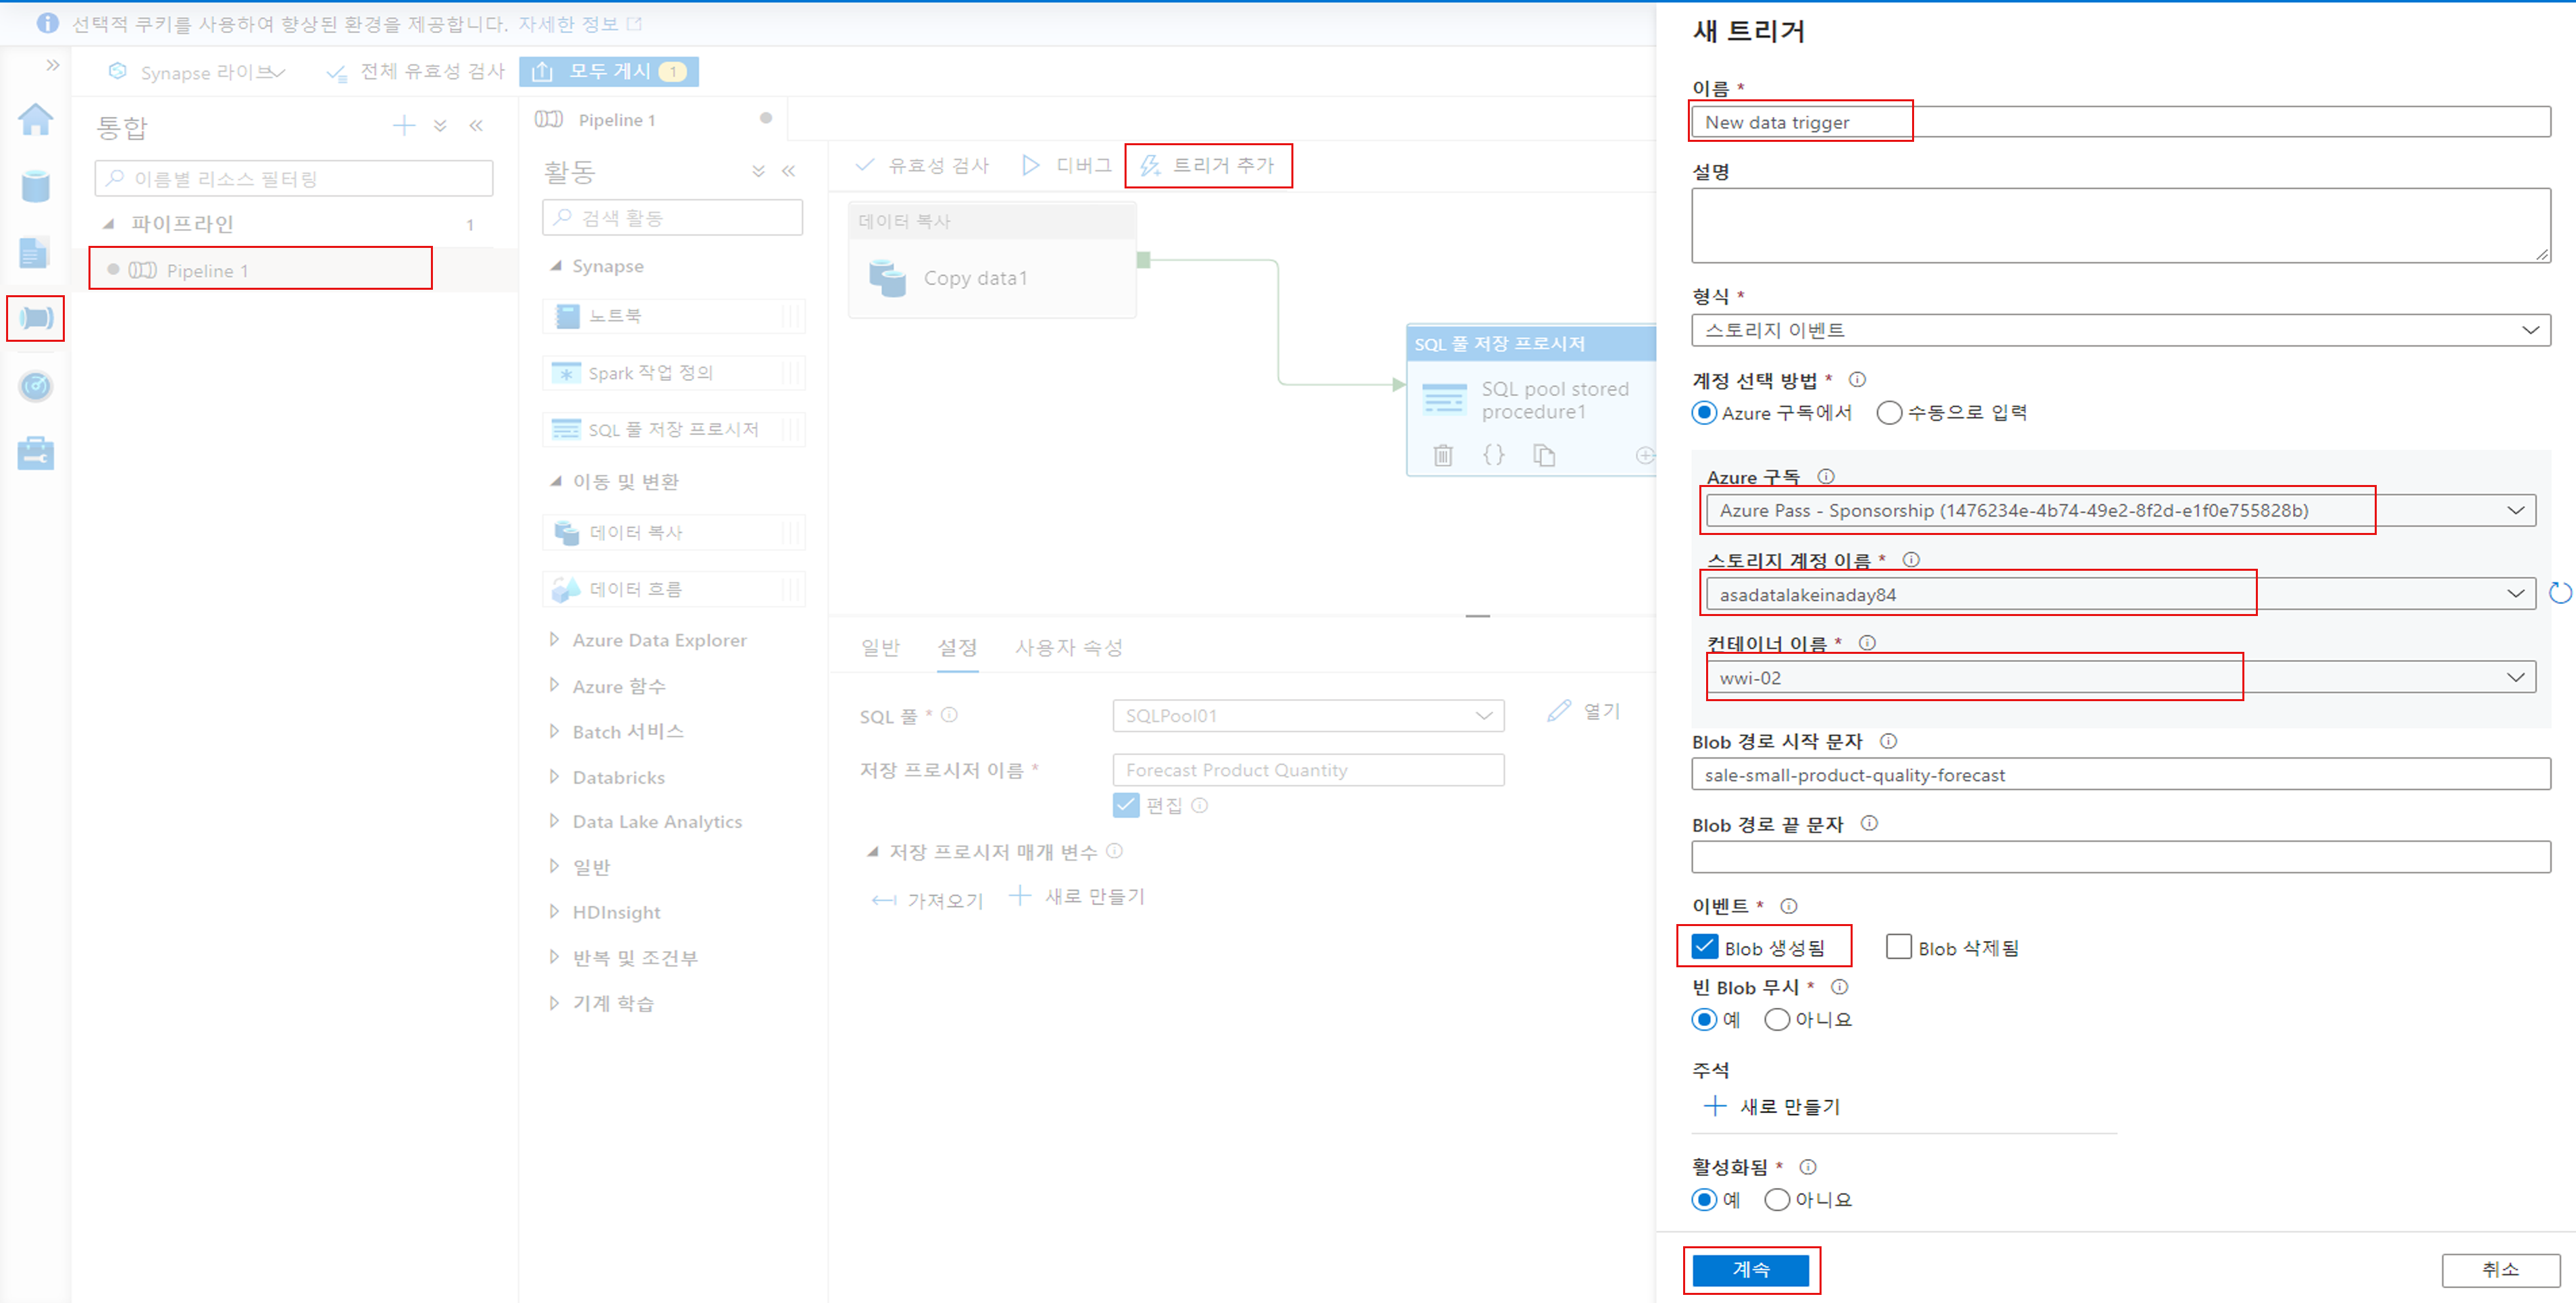 선택적 쿠키를 사용하여 향상된 환경을 제공합니다. 자세한 정보
Synapse 라이브
전체 유효성 검사
모두 게시 1
통합
이름별 리소스 필터링
파이프라인 1
Pipeline 1
Pipeline 1
활동
검색 활동
Synapse
노트북
Spark 작업 정의
SQL 풀 저장 프로시저
이동 및 변환
데이터 복사
데이터 흐름
Azure Data Explorer
Azure 함수
Batch 서비스
Databricks
Data Lake Analytics
일반
HDInsight
반복 및 조건부
기계 학습
유효성 검사
디버그
트리거 추가
데이터 복사
Copy data1
SQL 풀 저장 프로시저
SQL pool stored
procedure1
일반 설정 사용자 속성
SQL 풀 * SQLPool01 열기
저장 프로시저 이름 * Forecast Product Quantity
편집
저장 프로시저 매개 변수
가져오기 새로 만들기
새 트리거
이름 *
New data trigger
설명
형식 *
스토리지 이벤트
계정 선택 방법 *
Azure 구독에서 수동으로 입력
Azure 구독
Azure Pass - Sponsorship (1476234e-4b74-49e2-8f2d-e1f0e755828b)
스토리지 계정 이름 *
asadatalakeinaday84
컨테이너 이름 *
wwi-02
Blob 경로 시작 문자
sale-small-product-quality-forecast
Blob 경로 끝 문자
이벤트 *
Blob 생성됨 Blob 삭제됨
빈 Blob 무시 *
예 아니요
주석
새로 만들기
활성화됨 *
예 아니요
계속 취소